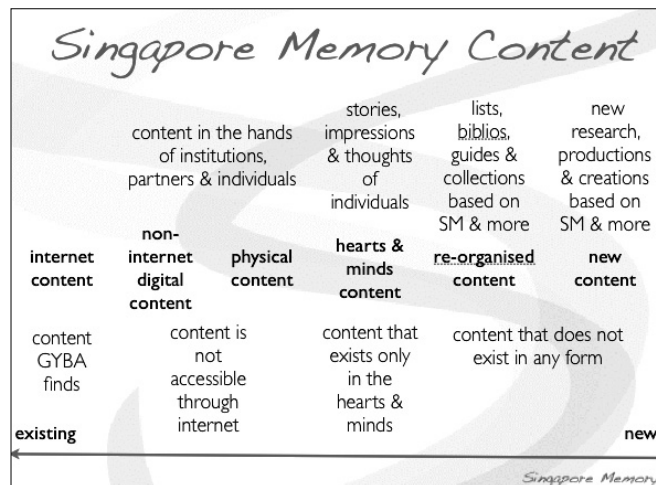 Singapore Memory Content
content in the hands
of institutions,
partners & individuals
stories,
impressions
& thoughts
of
individuals
lists,
biblios,
guides &
collections
based on
SM & more
new
research,
productions
& creations
based on
SM & more
internet
content
non-
internet
digital
content
physical
content
hearts &
minds
content
re-organised
content
new
content
content
GYBA
finds
content is
not
accessible
through
internet
content that
exists only
in the
hearts &
minds
content that does not
exist in any form
existing
new
Singapore Memory